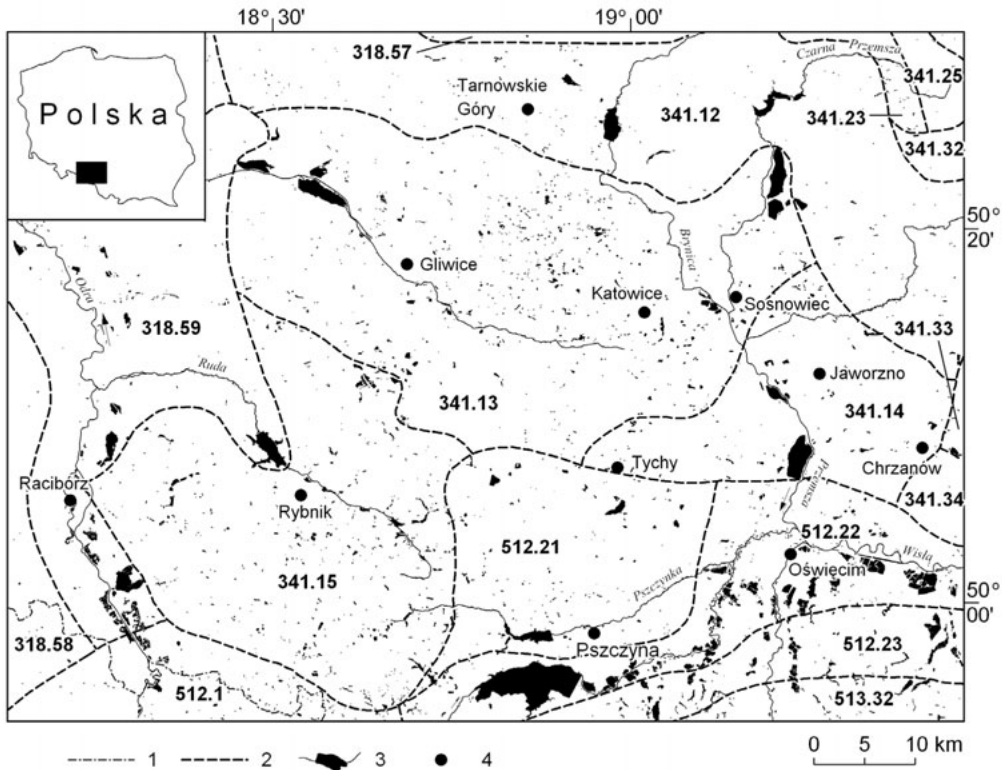 18° 30'
19° 00'
318.57
Czarna Przemsza
341.25
Tarnowskie
Góry
Polska
341.12
341.23
341.32
50°
20'
Brynica
Gliwice
Odra
Katowice
Sosnowiec
318.59
341.33
Ruda
Jaworzno
341.13
341.14
Tychy
Chrzanów
Racibórz
Przemsza
341.34
Rybnik
512.22
512.21
Wisła
Oświęcim
341.15
Pszczynka
50°
00'
318.58
Pszczyna
512.23
512.1
513.32
1 2 3 4
0 5 10 km